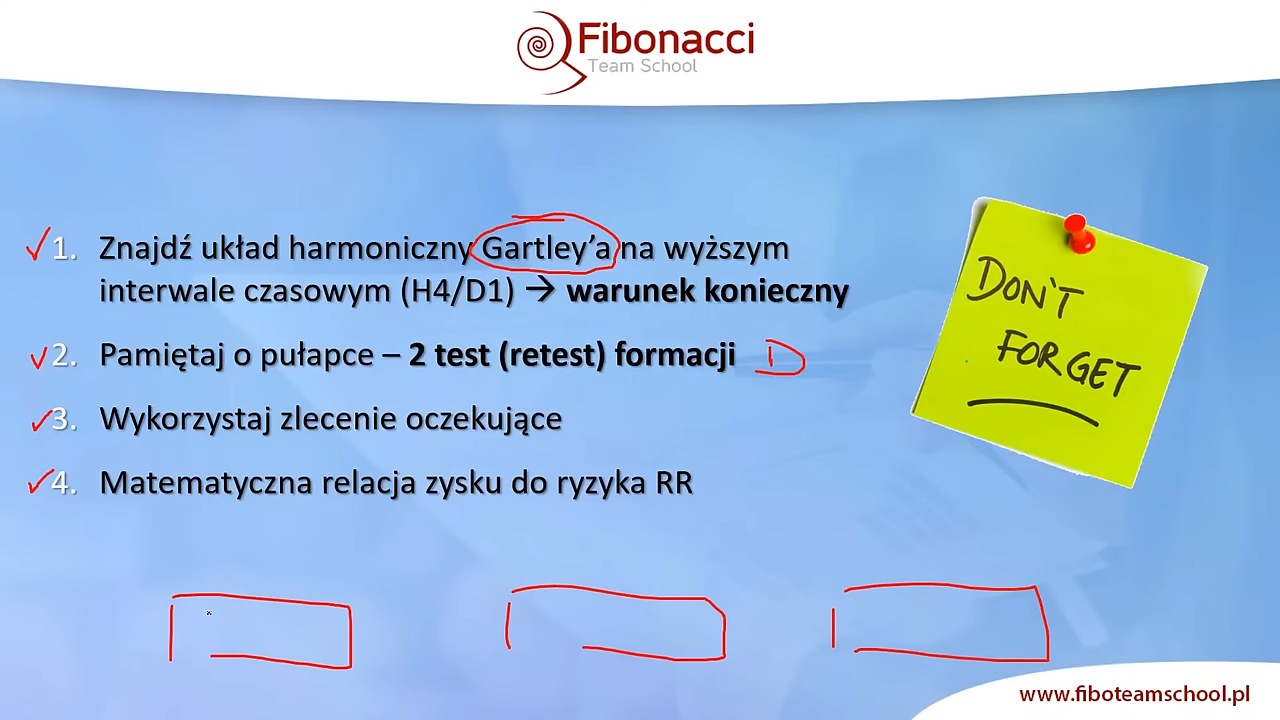 Fibonacci
Team School
1. Znajdź układ harmoniczny Gartley’a na wyższym
interwale czasowym (H4/D1) → warunek konieczny
2. Pamiętaj o pułapce – 2 test (retest) formacji D
3. Wykorzystaj zlecenie oczekujące
4. Matematyczna relacja zysku do ryzyka RR
DON'T
FORGET
www.fiboteamschool.pl